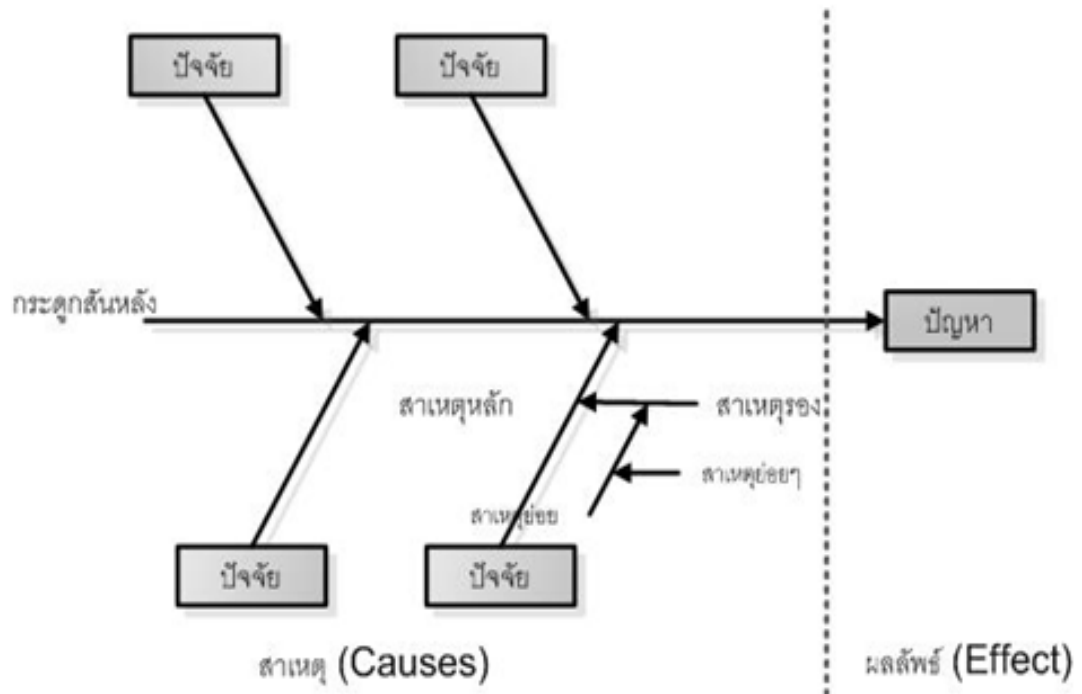 ปัจจัย
ปัจจัย
กระดูกสันหลัง
ปัญหา
สาเหตุหลัก
สาเหตุรอง
สาเหตุย่อยๆ
สาเหตุย่อย
ปัจจัย
ปัจจัย
สาเหตุ (Causes)
ผลลัพธ์ (Effect)